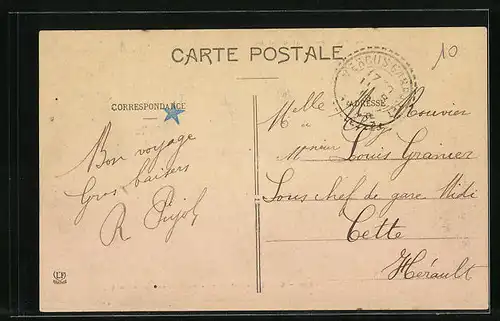 CARTE POSTALE
10
CORRESPONDANCE
ADRESSE
Bon voyage
Gros baisers
R Pujol
Melle M. Rouvier
Chez
Monsieur Louis Granier
Sous chef de gare Midi
Cette
Hérault